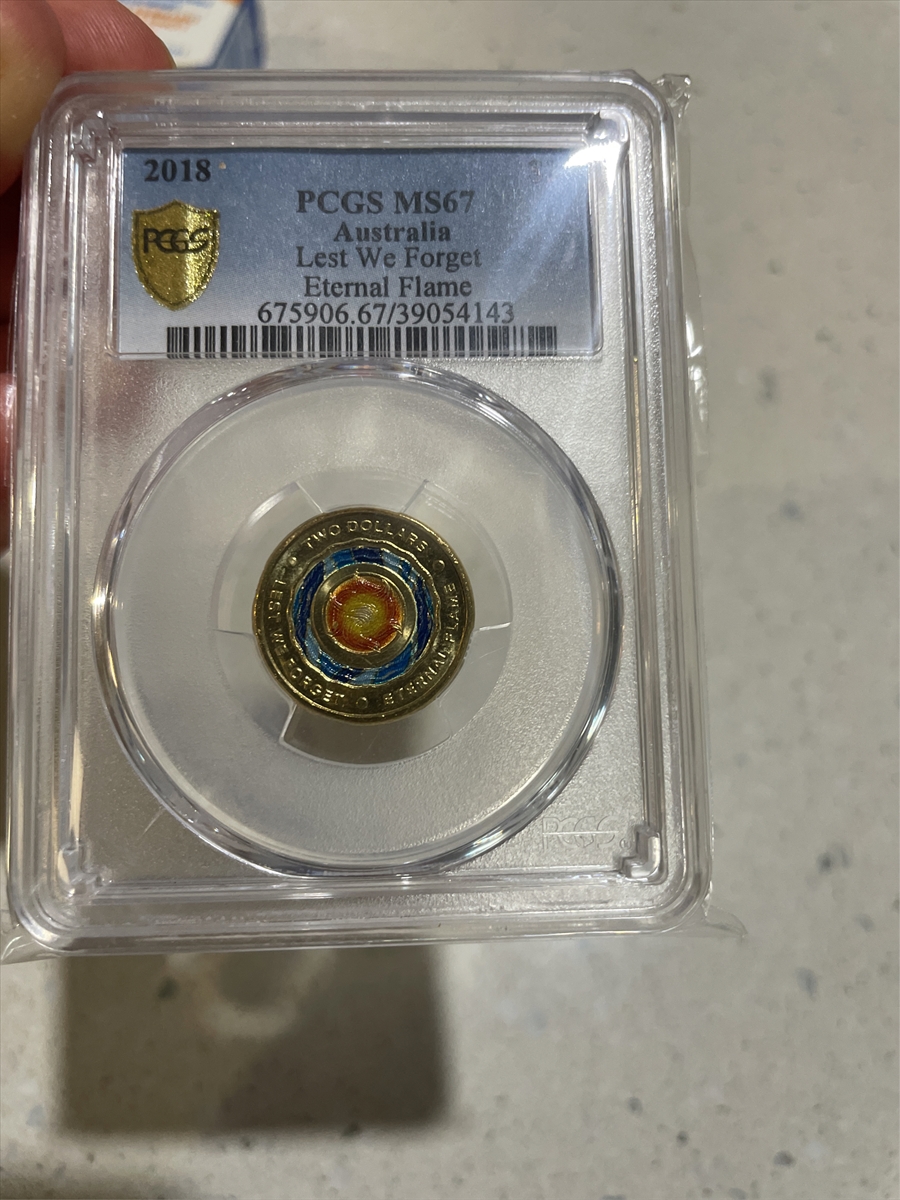 2018
PCGS MS67
PCGS
Australia
Lest We Forget
Eternal Flame
675906.67/39054143
TWO DOLLARS
LEST WE FORGET
ETERNAL FLAME
PCGS